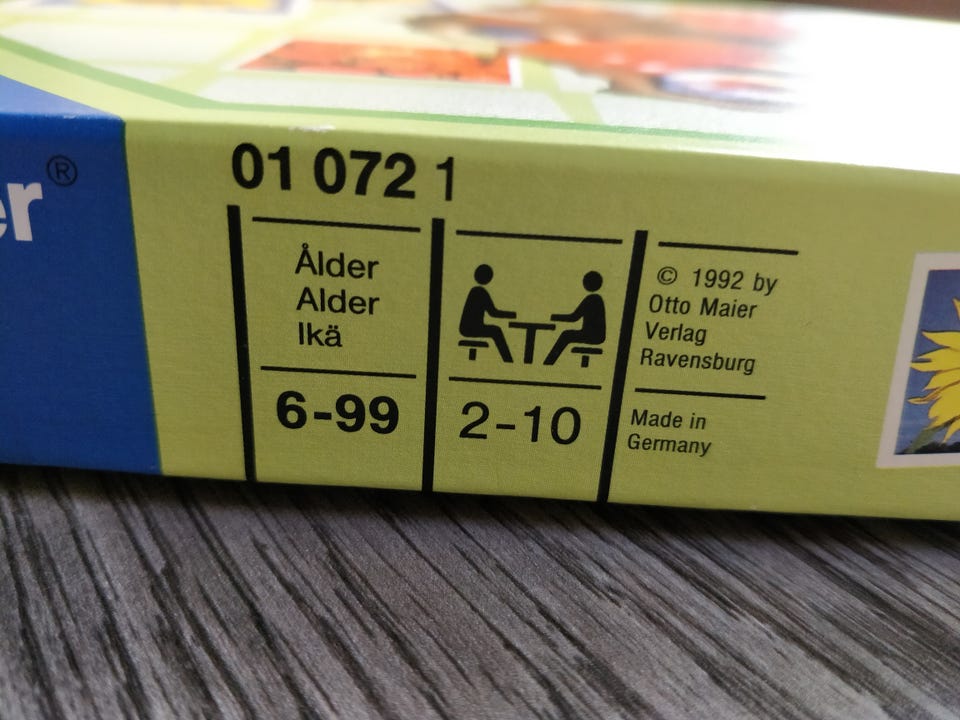 er®
01 072 1
Ålder
Alder
Ikä
6-99
2-10
© 1992 by
Otto Maier
Verlag
Ravensburg
Made in
Germany